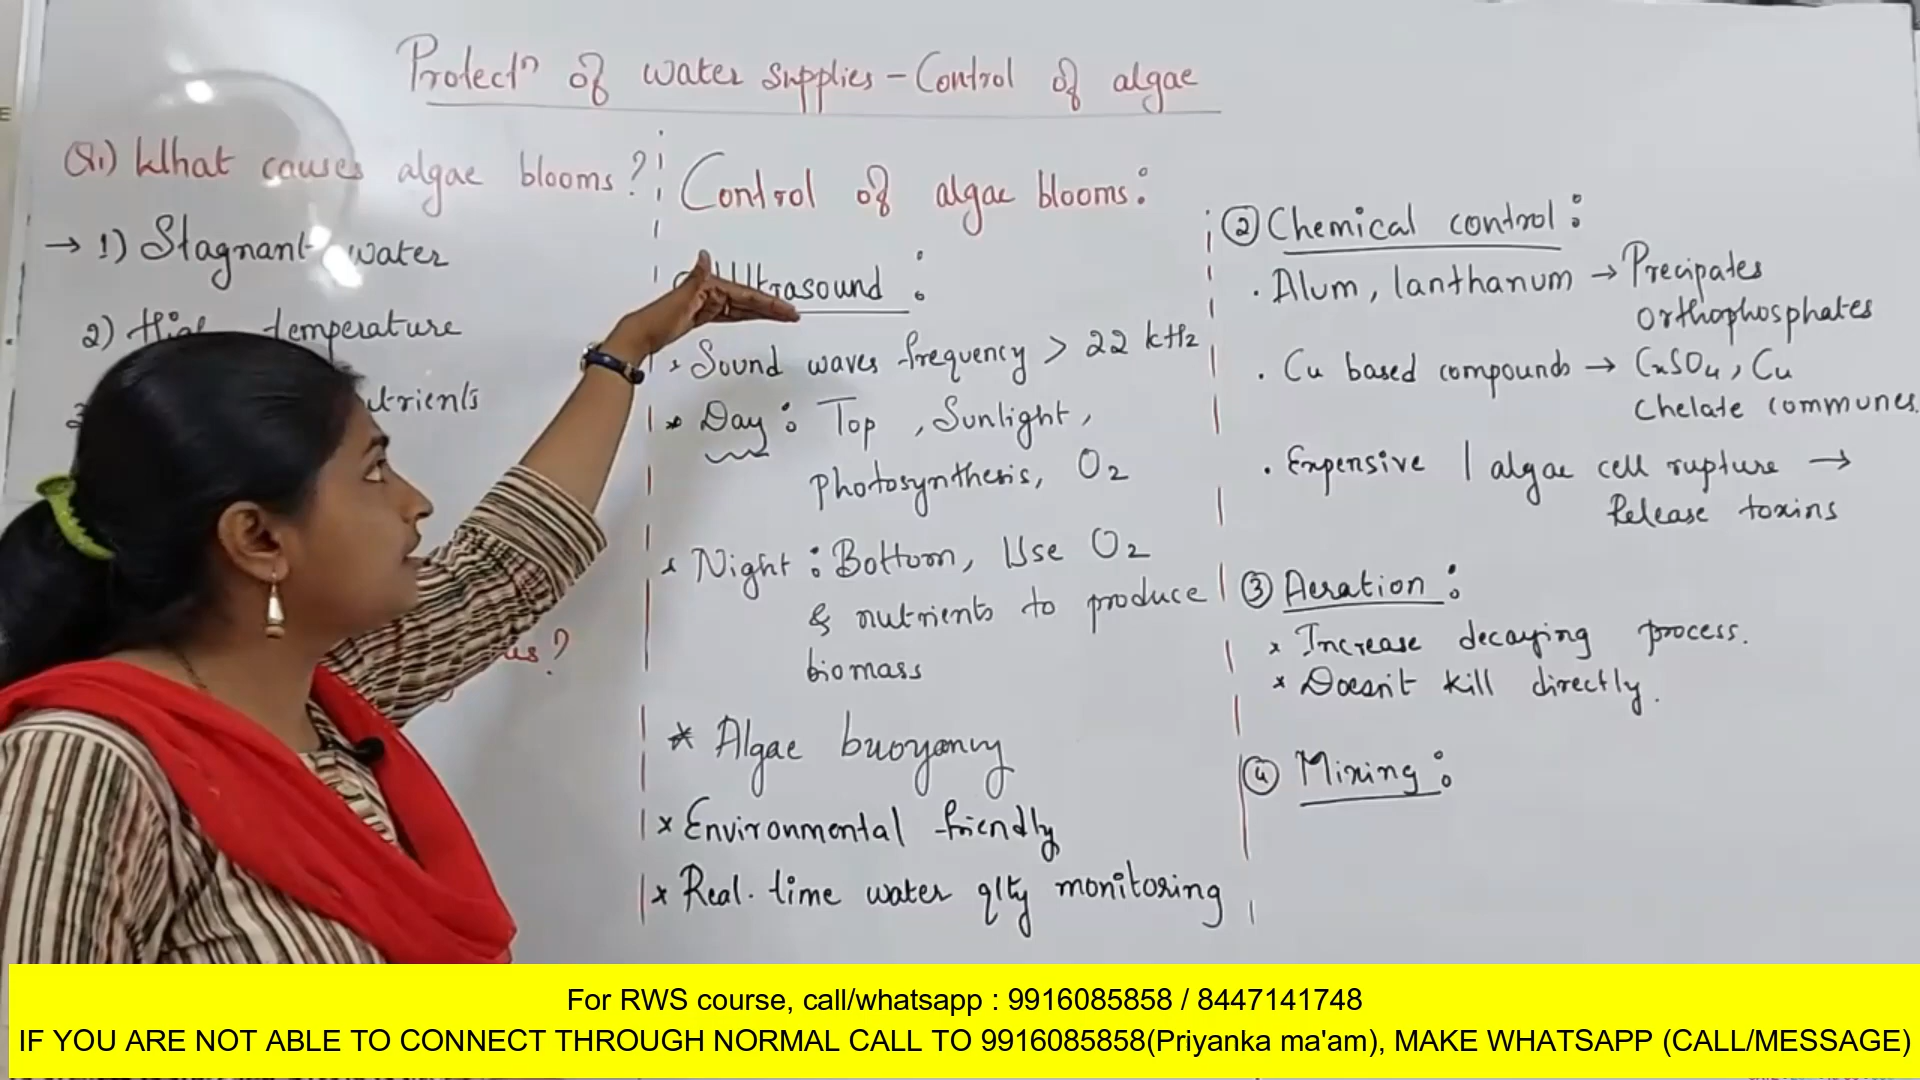 Protectⁿ of water supplies - Control of algae
Q1) What causes algae blooms?
→ 1) Stagnant water
2) High temperature
3)
Control of algae blooms:
Ultrasound :
* Sound waves frequency > 22 kHz
* Day : Top , Sunlight,
photosynthesis, O2
* Night : Bottom, Use O2
& nutrients to produce
biomass
* Algae buoyancy
* Environmental friendly
* Real-time water qlty monitoring
② Chemical control :
. Alum, lanthanum → Precipates
Orthophosphates
. Cu based compounds → CuSO4, Cu
Chelate communes.
. Expensive | algae cell rupture →
Release toxins
③ Aeration :
* Increase decaying process.
* Doesn't kill directly.
④ Mixing :
For RWS course, call/whatsapp : 9916085858 / 8447141748
IF YOU ARE NOT ABLE TO CONNECT THROUGH NORMAL CALL TO 9916085858(Priyanka ma'am), MAKE WHATSAPP (CALL/MESSAGE)